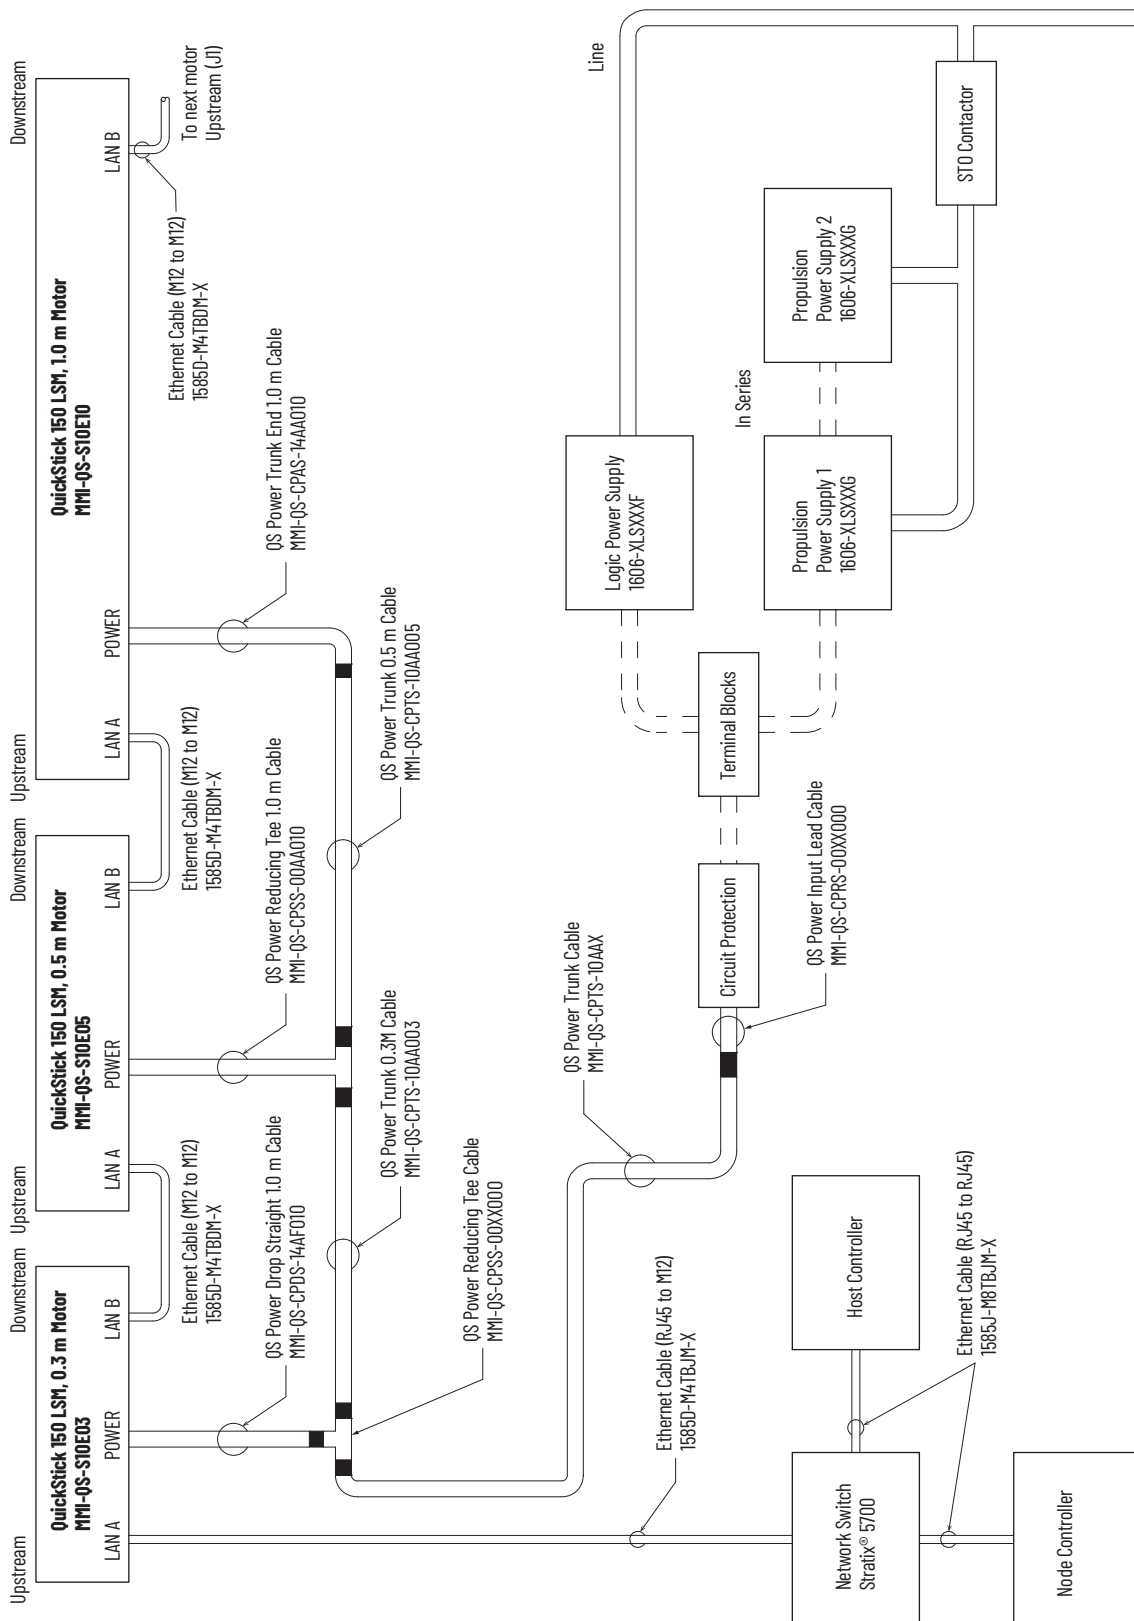 Upstream
QuickStick 150 LSM, 0.3 m Motor
MMI-QS-S10E03
LAN A
POWER
LAN B
Downstream
Upstream
QuickStick 150 LSM, 0.5 m Motor
MMI-QS-S10E05
LAN A
POWER
LAN B
Downstream
Upstream
QuickStick 150 LSM, 1.0 m Motor
MMI-QS-S10E10
LAN A
POWER
LAN B
Downstream
Ethernet Cable (M12 to M12)
1585D-M4TBDM-X
Ethernet Cable (M12 to M12)
1585D-M4TBDM-X
Ethernet Cable (M12 to M12)
1585D-M4TBDM-X
To next motor
Upstream (J1)
QS Power Drop Straight 1.0 m Cable
MMI-QS-CPDS-14AF010
QS Power Reducing Tee 1.0 m Cable
MMI-QS-CPSS-00AA010
QS Power Trunk End 1.0 m Cable
MMI-QS-CPAS-14AA010
QS Power Trunk 0.3M Cable
MMI-QS-CPTS-10AA003
QS Power Trunk 0.5 m Cable
MMI-QS-CPTS-10AA005
QS Power Reducing Tee Cable
MMI-QS-CPSS-00XX000
QS Power Trunk Cable
MMI-QS-CPTS-10AAX
Ethernet Cable (RJ45 to M12)
1585D-M4TBJM-X
Circuit Protection
QS Power Input Lead Cable
MMI-QS-CPRS-00XX000
Terminal Blocks
Logic Power Supply
1606-XLSXXXF
Line
In Series
Propulsion
Power Supply 1
1606-XLSXXXG
Propulsion
Power Supply 2
1606-XLSXXXG
STO Contactor
Network Switch
Stratix® 5700
Host Controller
Ethernet Cable (RJ45 to RJ45)
1585J-M8TBJM-X
Node Controller